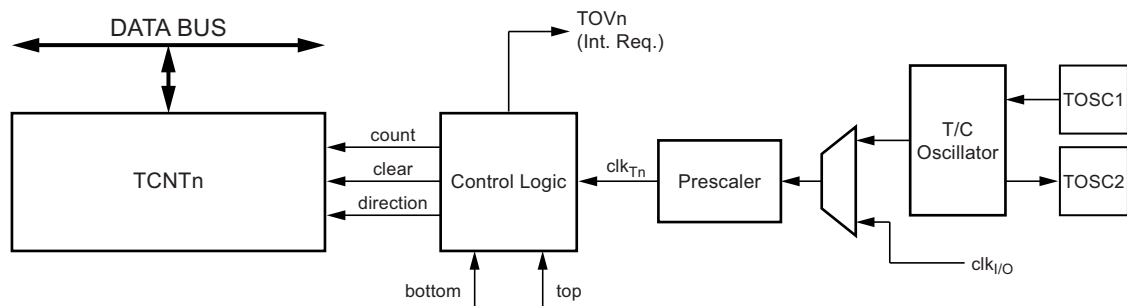 DATA BUS
TOVn
(Int. Req.)
TCNTn
count
clear
direction
Control Logic
clkTn
Prescaler
T/C
Oscillator
TOSC1
TOSC2
clkI/O
bottom
top